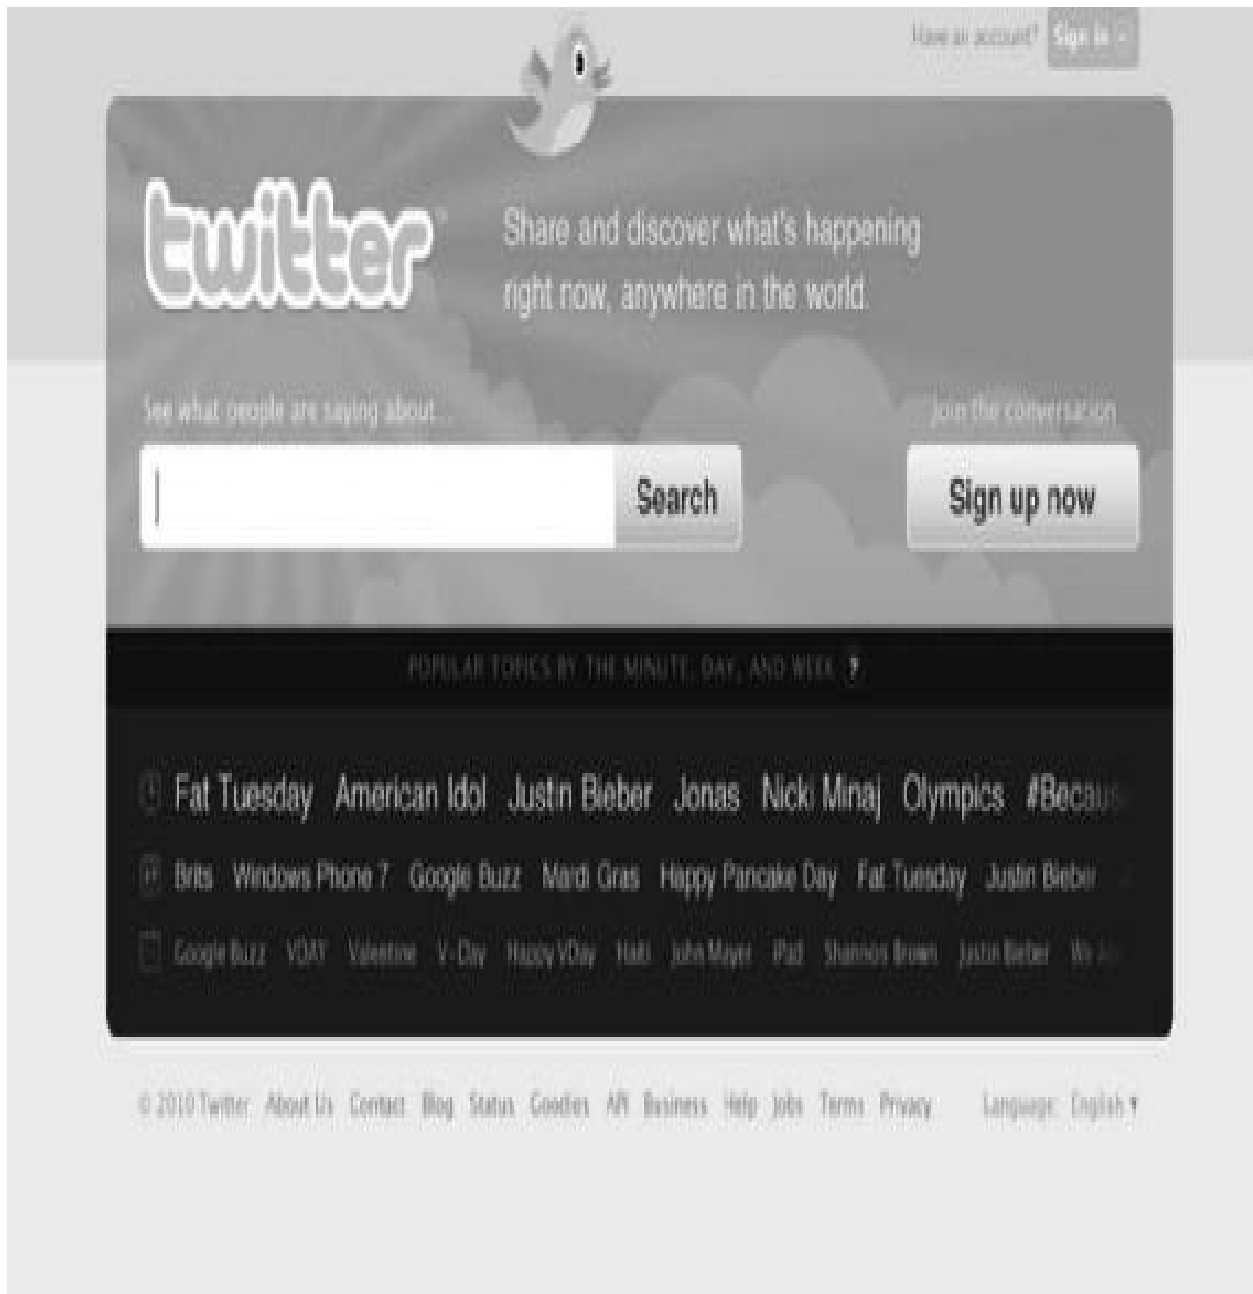 Have an account? Sign in
twitter
Share and discover what's happening
right now, anywhere in the world.
See what people are saying about...
Join the conversation
Search
Sign up now
POPULAR TOPICS BY THE MINUTE, DAY, AND WEEK ?
Fat Tuesday American Idol Justin Bieber Jonas Nicki Minaj Olympics #Becaus
Brits Windows Phone 7 Google Buzz Mardi Gras Happy Pancake Day Fat Tuesday Justin Bieber
Google Buzz VDAY Valentine V-Day Happy VDay Haiti John Mayer iPad Shannon Brown Justin Bieber We
© 2010 Twitter About Us Contact Blog Status Goodies API Business Help Jobs Terms Privacy Language: English